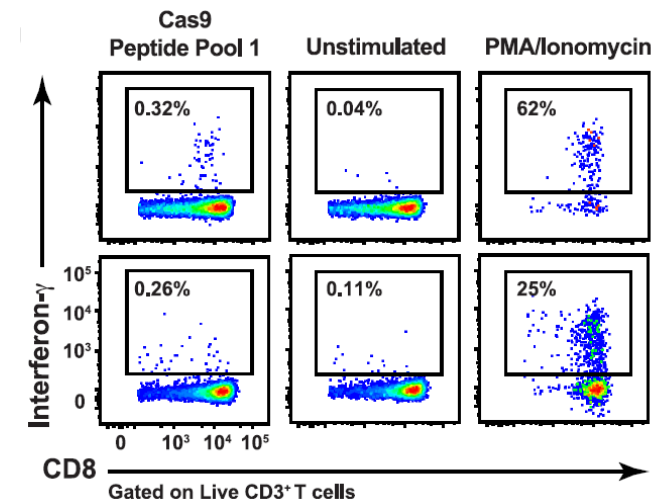 Cas9
Peptide Pool 1
Unstimulated
PMA/Ionomycin
0.32%
0.04%
62%
0.26%
0.11%
25%
Interferon-γ
10⁵
10⁴
10³
0
0 10³ 10⁴ 10⁵
CD8
Gated on Live CD3⁺ T cells